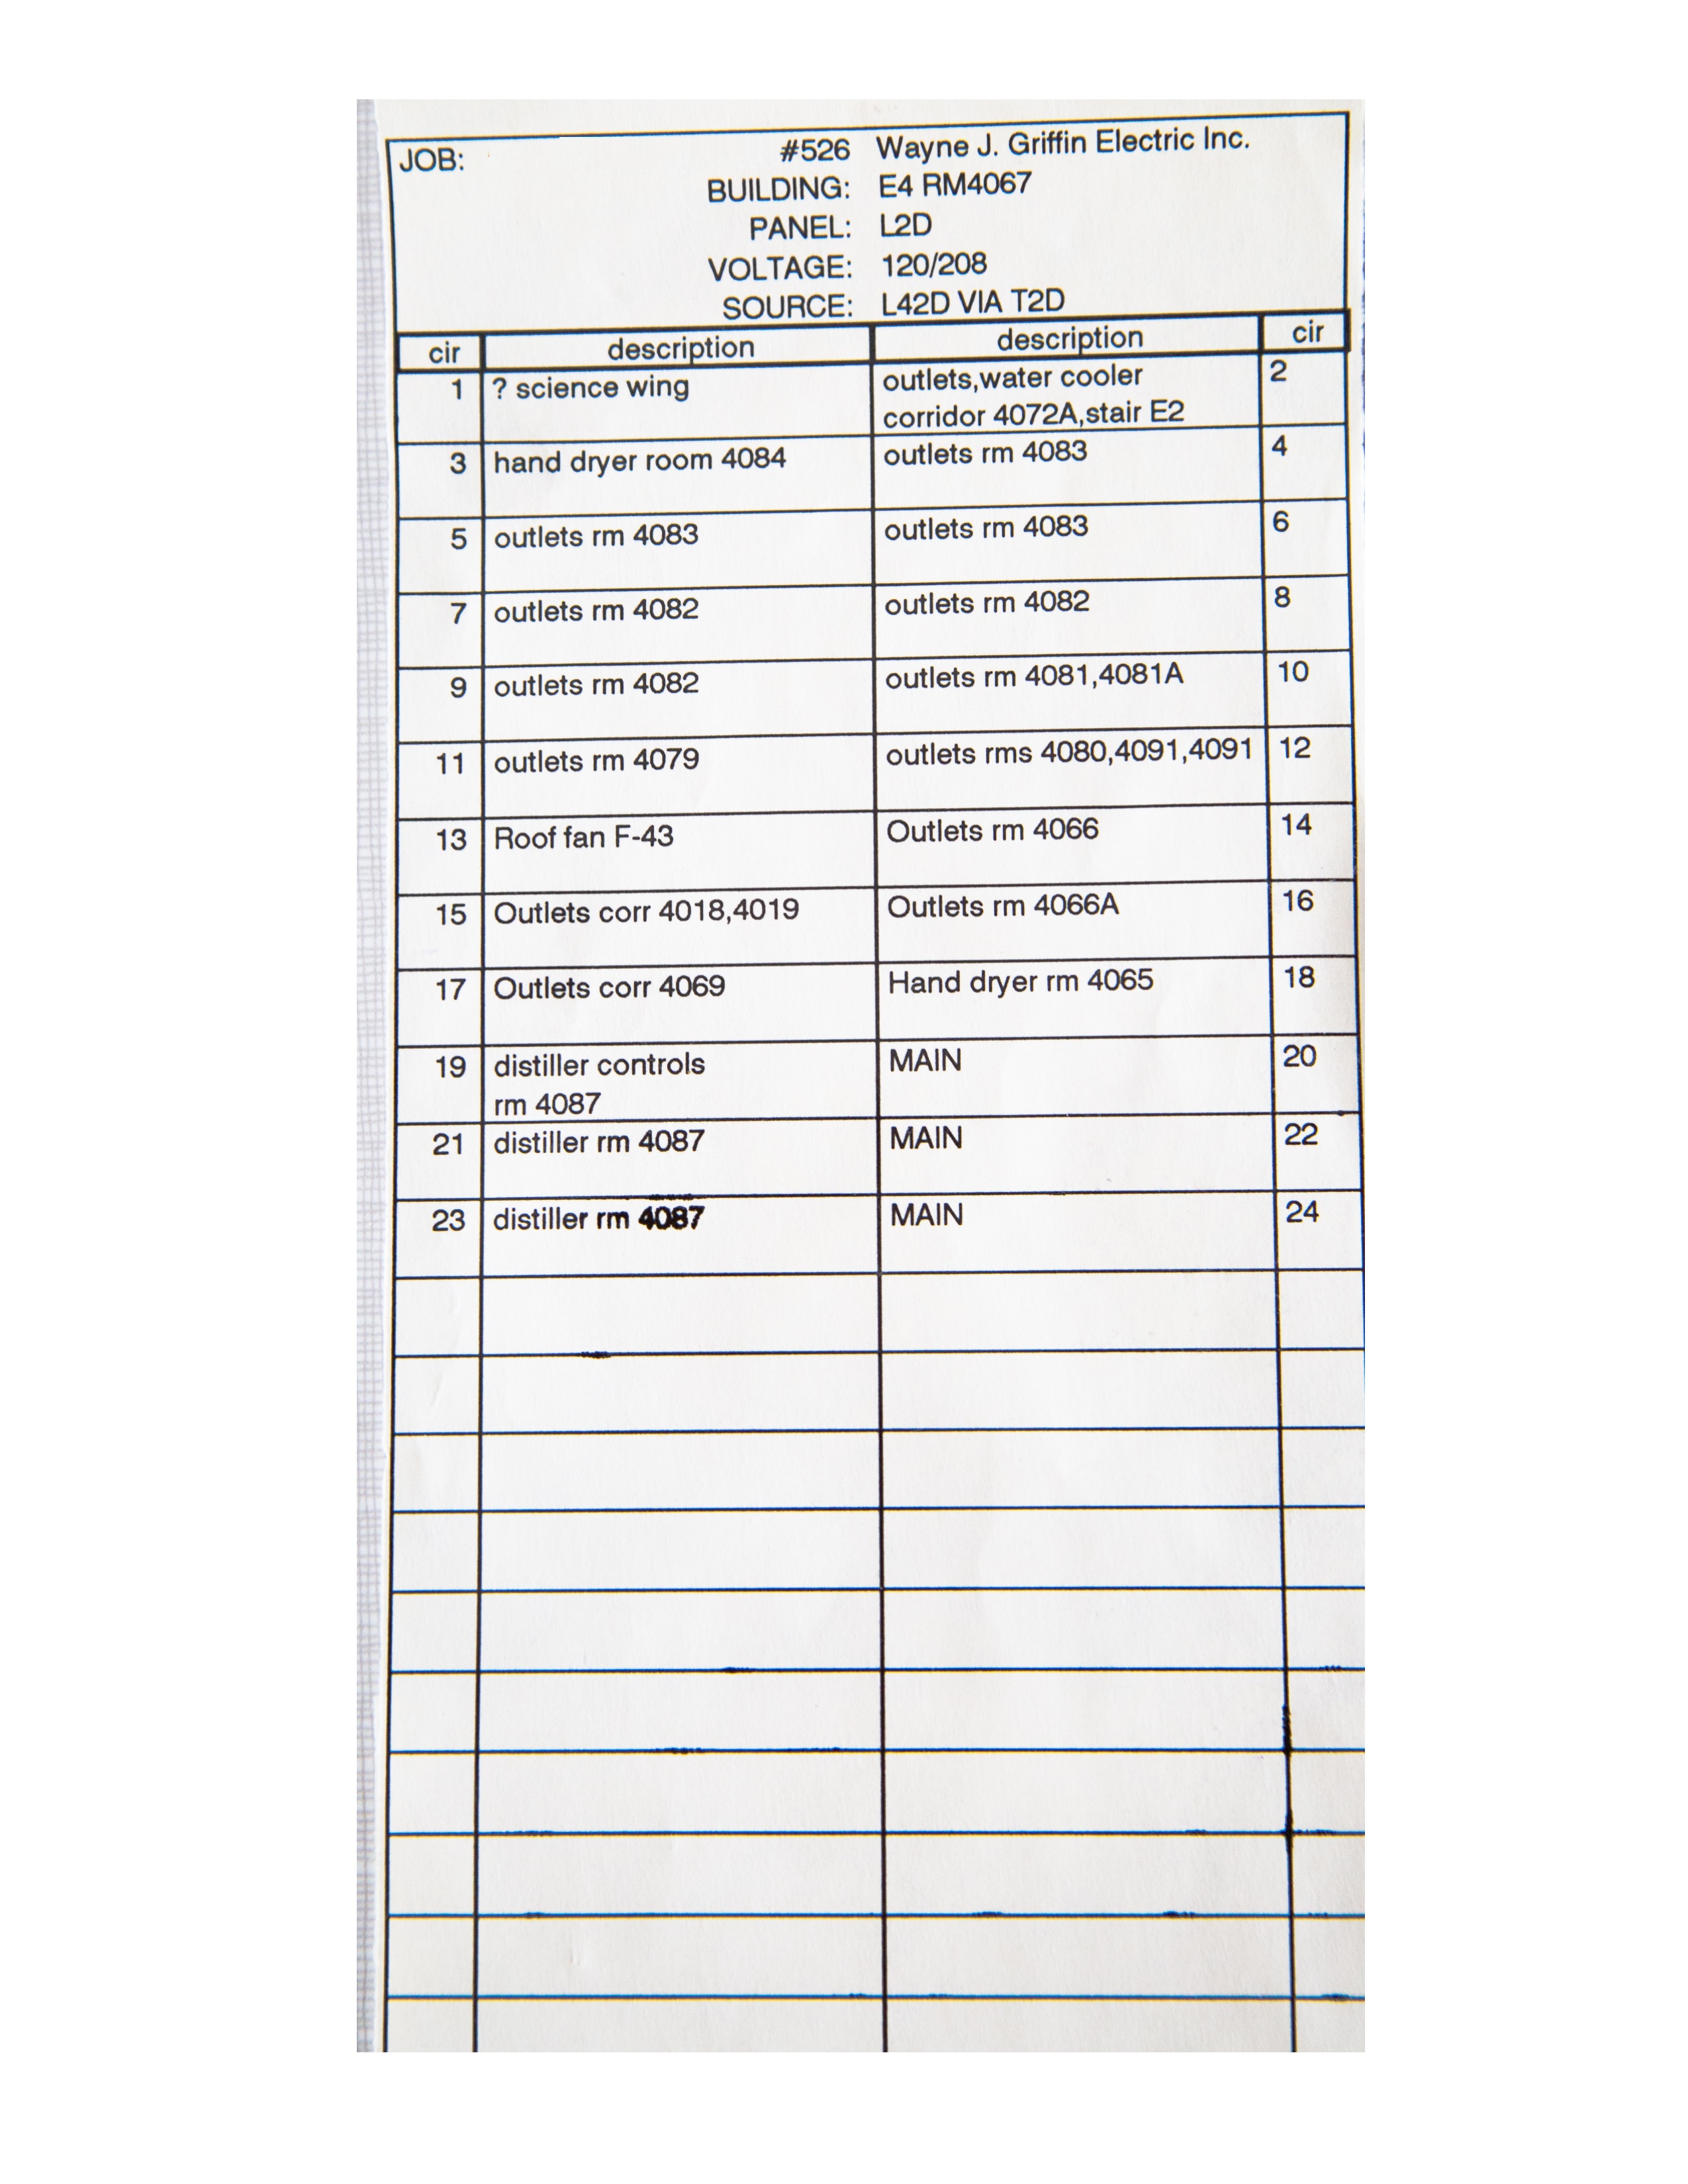 JOB: #526 Wayne J. Griffin Electric Inc.
BUILDING: E4 RM4067
PANEL: L2D
VOLTAGE: 120/208
SOURCE: L42D VIA T2D
cir description description cir
1 ? science wing outlets,water cooler 2
corridor 4072A,stair E2
3 hand dryer room 4084 outlets rm 4083 4
5 outlets rm 4083 outlets rm 4083 6
7 outlets rm 4082 outlets rm 4082 8
9 outlets rm 4082 outlets rm 4081,4081A 10
11 outlets rm 4079 outlets rms 4080,4091,4091 12
13 Roof fan F-43 Outlets rm 4066 14
15 Outlets corr 4018,4019 Outlets rm 4066A 16
17 Outlets corr 4069 Hand dryer rm 4065 18
19 distiller controls MAIN 20
rm 4087
21 distiller rm 4087 MAIN 22
23 distiller rm 4087 MAIN 24